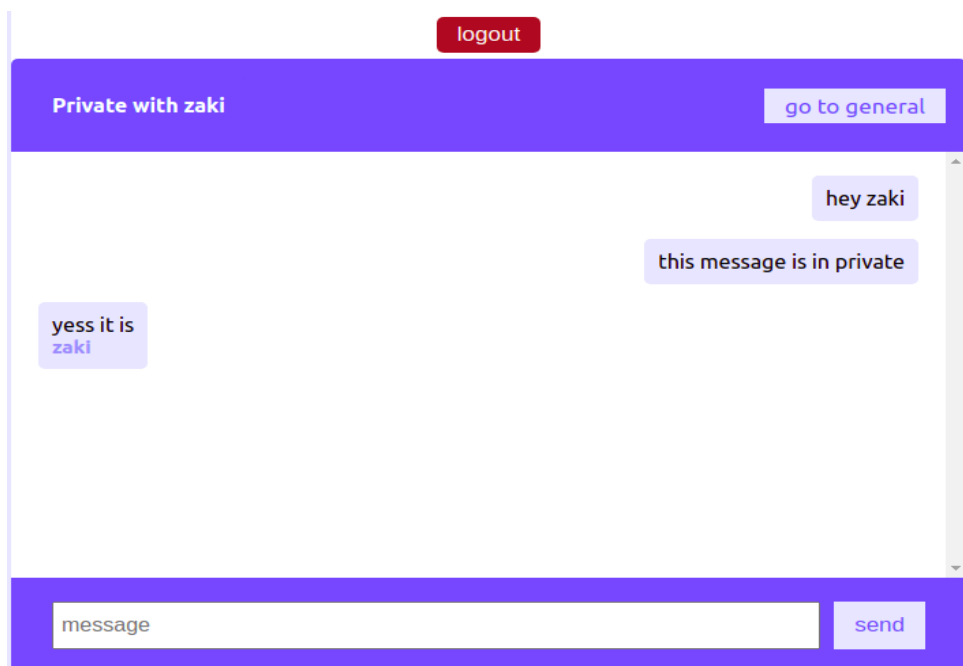 logout
Private with zaki
go to general
hey zaki
this message is in private
yess it is
zaki
message
send